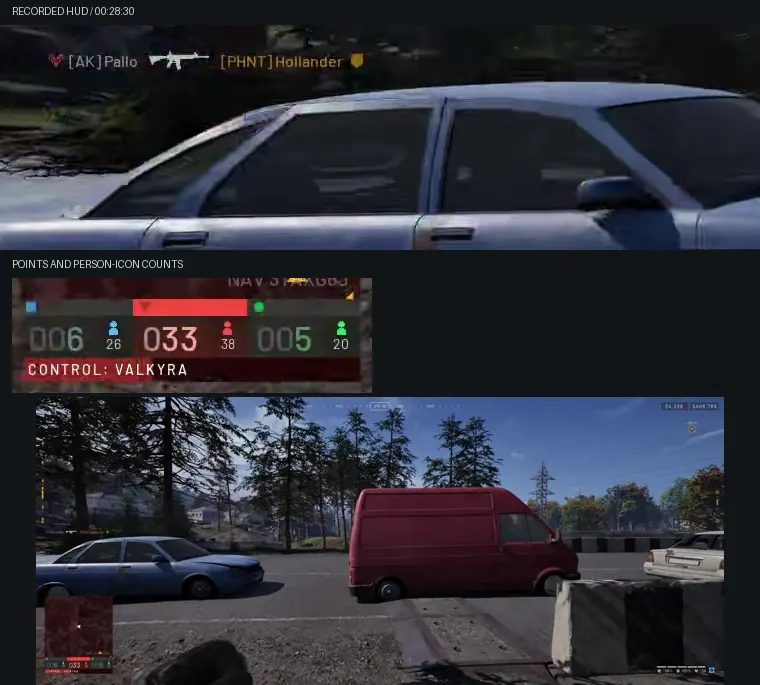 RECORDED HUD / 00:28:30
[AK] Pallo [PHNT] Hollander
POINTS AND PERSON-ICON COUNTS
006 26 033 38 005 20
CONTROL: VALKYRA